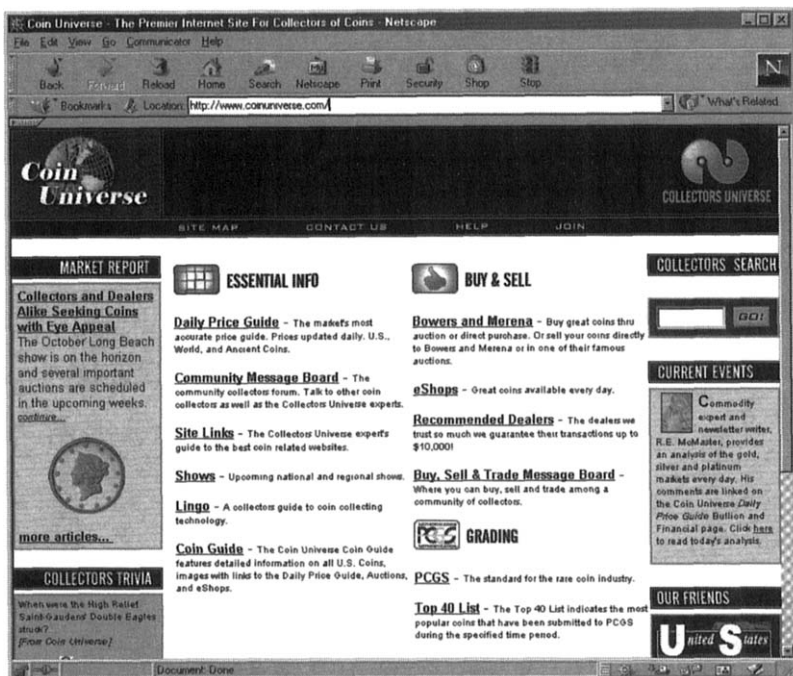 Coin Universe - The Premier Internet Site For Collectors of Coins - Netscape
File Edit View Go Communicator Help
Back Forward Reload Home Search Netscape Print Security Shop Stop
N
Bookmarks Location: http://www.coinuniverse.com/ What's Related
Coin
Universe
COLLECTORS UNIVERSE
SITE MAP CONTACT US HELP JOIN
MARKET REPORT
Collectors and Dealers
Alike Seeking Coins
with Eye Appeal
The October Long Beach
show is on the horizon
and several important
auctions are scheduled
in the upcoming weeks.
continue...
more articles...
COLLECTORS TRIVIA
When were the High Relief
Saint-Gaudens' Double Eagles
struck?
[From Coin Universe]
ESSENTIAL INFO
Daily Price Guide - The market's most
accurate price guide. Prices updated daily. U.S.,
World, and Ancient Coins.
Community Message Board - The
community collectors forum. Talk to other coin
collectors as well as the Collectors Universe experts.
Site Links - The Collectors Universe expert's
guide to the best coin related websites.
Shows - Upcoming national and regional shows.
Lingo - A collectors guide to coin collecting
technology.
Coin Guide - The Coin Universe Coin Guide
features detailed information on all U.S. Coins,
images with links to the Daily Price Guide, Auctions,
and eShops.
BUY & SELL
Bowers and Merena - Buy great coins thru
auction or direct purchase. Or sell your coins directly
to Bowers and Merena or in one of their famous
auctions.
eShops - Great coins available every day.
Recommended Dealers - The dealers we
trust so much we guarantee their transactions up to
$10,000!
Buy, Sell & Trade Message Board -
Where you can buy, sell and trade among a
community of collectors.
PCGS GRADING
PCGS - The standard for the rare coin industry.
Top 40 List - The Top 40 List indicates the most
popular coins that have been submitted to PCGS
during the specified time period.
COLLECTORS SEARCH
GO!
CURRENT EVENTS
Commodity
expert and
newsletter writer,
R.E. McMaster, provides
an analysis of the gold,
silver and platinum
markets every day. His
comments are linked on
the Coin Universe Daily
Price Guide Bullion and
Financial page. Click here
to read today's analysis.
OUR FRIENDS
United States
Document: Done